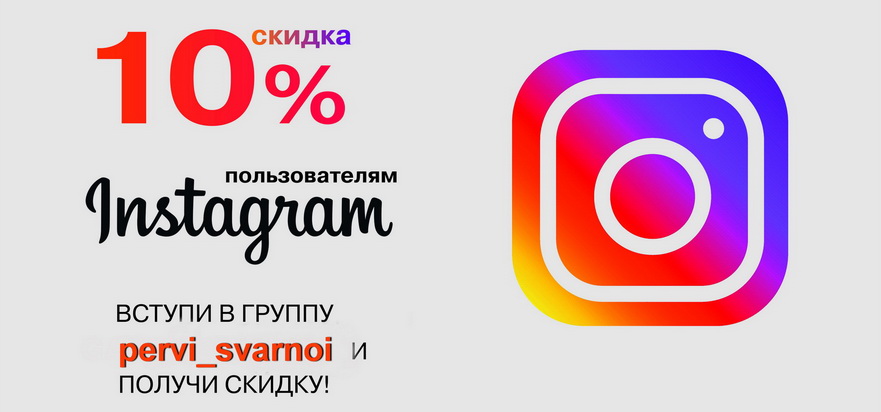 10% скидка
пользователям
Instagram
ВСТУПИ В ГРУППУ
pervi_svarnoi И
ПОЛУЧИ СКИДКУ!